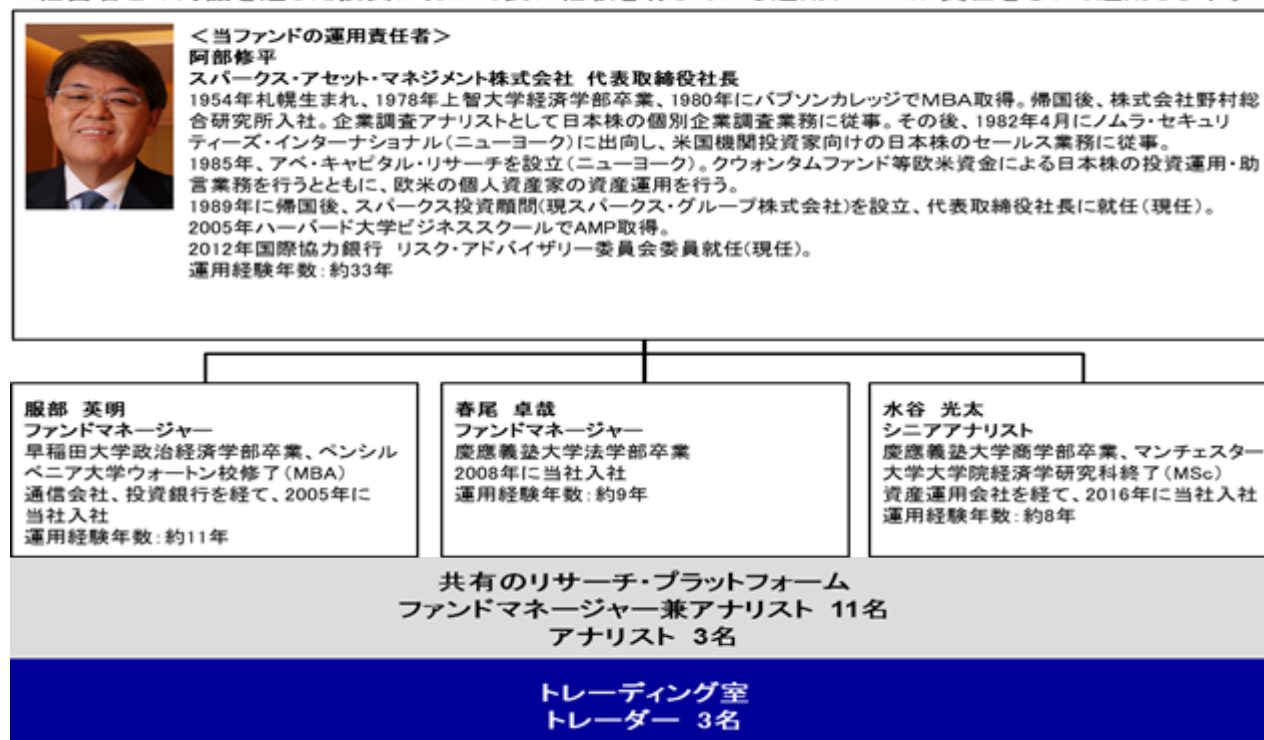 ＜当ファンドの運用責任者＞
阿部修平
スパークス・アセット・マネジメント株式会社 代表取締役社長
1954年札幌生まれ、1978年上智大学経済学部卒業、1980年にバブソンカレッジでMBA取得。帰国後、株式会社野村総
合研究所入社。企業調査アナリストとして日本株の個別企業調査業務に従事。その後、1982年4月にノムラ・セキュリ
ティーズ・インターナショナル(ニューヨーク)に出向し、米国機関投資家向けの日本株のセールス業務に従事。
1985年、アベ・キャピタル・リサーチを設立(ニューヨーク)。クウォンタムファンド等欧米資金による日本株の投資運用・助
言業務を行うとともに、欧米の個人資産家の資産運用を行う。
1989年に帰国後、スパークス投資顧問(現スパークス・グループ株式会社)を設立、代表取締役社長に就任(現任)。
2005年ハーバード大学ビジネススクールでAMP取得。
2012年国際協力銀行 リスク・アドバイザリー委員会委員就任(現任)。
運用経験年数：約33年
服部 英明
ファンドマネージャー
早稲田大学政治経済学部卒業、ペンシル
ベニア大学ウォートン校修了(MBA)
通信会社、投資銀行を経て、2005年に
当社入社
運用経験年数：約11年
春尾 卓哉
ファンドマネージャー
慶應義塾大学法学部卒業
2008年に当社入社
運用経験年数：約9年
水谷 光太
シニアアナリスト
慶應義塾大学商学部卒業、マンチェスター
大学大学院経済学研究科終了(MSc)
資産運用会社を経て、2016年に当社入社
運用経験年数：約8年
共有のリサーチ・プラットフォーム
ファンドマネージャー兼アナリスト 11名
アナリスト 3名
トレーディング室
トレーダー 3名